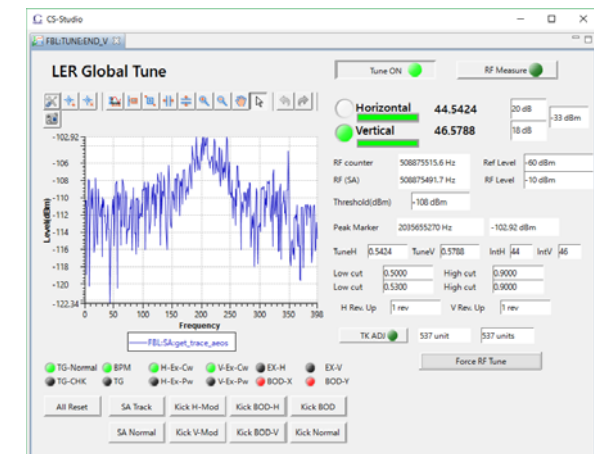 CS-Studio
FBL:TUNE:END_V
LER Global Tune
Tune ON
RF Measure
Horizontal 44.5424 20 dB
-33 dBm
Vertical 46.5788 18 dB
RF counter 508875515.6 Hz Ref Level -60 dBm
RF (SA) 508875491.7 Hz RF Level -10 dBm
Threshold(dBm) -108 dBm
Peak Marker 2035655270 Hz -102.92 dBm
TuneH 0.5424 TuneV 0.5788 IntH 44 IntV 46
Low cut 0.5000 High cut 0.9000
Low cut 0.5300 High cut 0.9000
H Rev. Up 1 rev V Rev. Up 1 rev
TK ADJ 537 unit 537 units
Force RF Tune
Level(dBm)
-102.92
-106
-108
-110
-112
-114
-116
-118
-120
-122.34
0 50 100 150 200 250 300 350 398
Frequency
FBL:SA:get_trace_aeos
TG-Normal BPM H-Ex-Cw V-Ex-Cw EX-H EX-V
TG-CHK TG H-Ex-Pw V-Ex-Pw BOD-X BOD-Y
All Reset SA Track Kick H-Mod Kick BOD-H Kick BOD
SA Normal Kick V-Mod Kick BOD-V Kick Normal